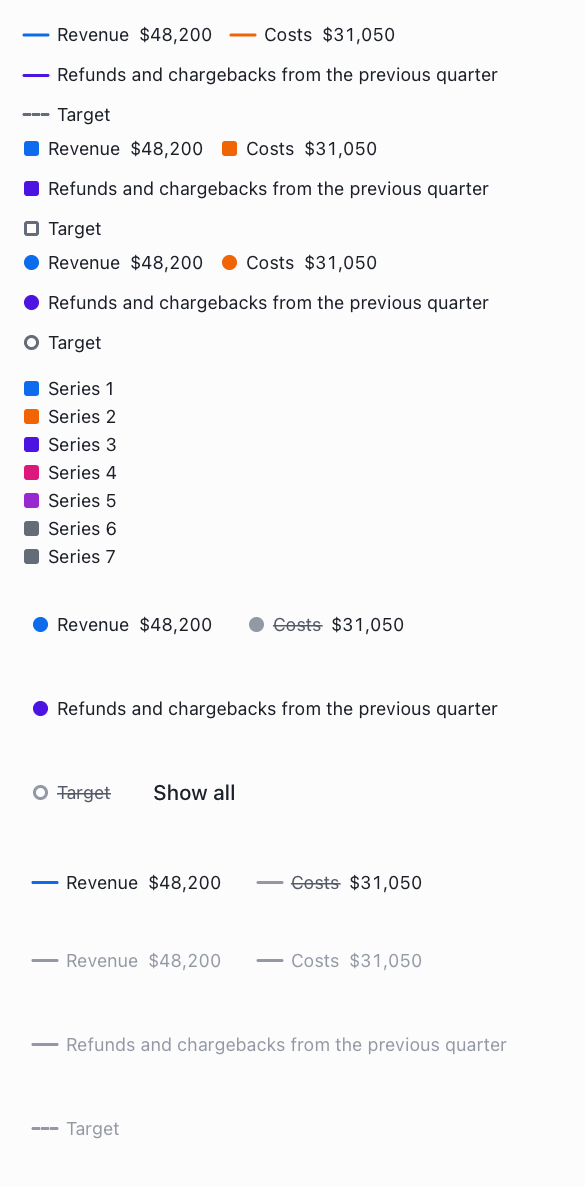 Revenue $48,200 Costs $31,050
Refunds and chargebacks from the previous quarter
Target
Revenue $48,200 Costs $31,050
Refunds and chargebacks from the previous quarter
Target
Revenue $48,200 Costs $31,050
Refunds and chargebacks from the previous quarter
Target
Series 1
Series 2
Series 3
Series 4
Series 5
Series 6
Series 7
Revenue $48,200 Costs $31,050
Refunds and chargebacks from the previous quarter
Target Show all
Revenue $48,200 Costs $31,050
Revenue $48,200 Costs $31,050
Refunds and chargebacks from the previous quarter
Target